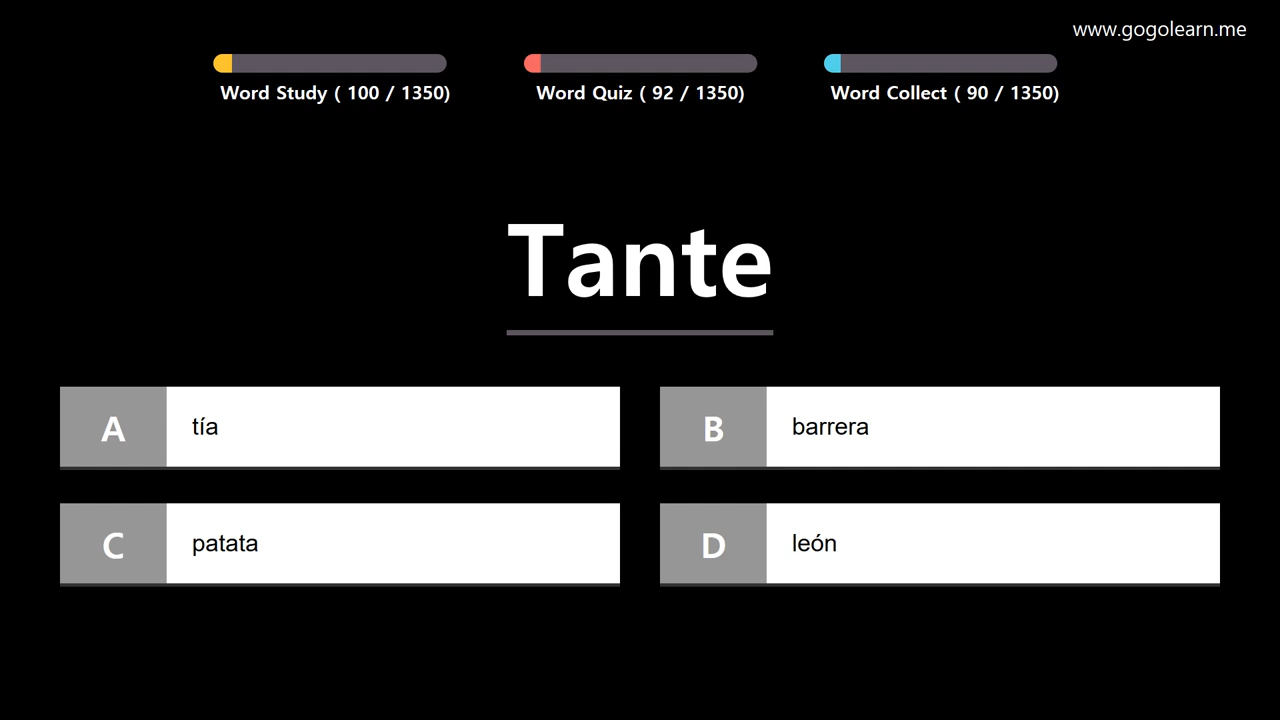 www.gogolearn.me
Word Study ( 100 / 1350)
Word Quiz ( 92 / 1350)
Word Collect ( 90 / 1350)
Tante
A tía
B barrera
C patata
D león